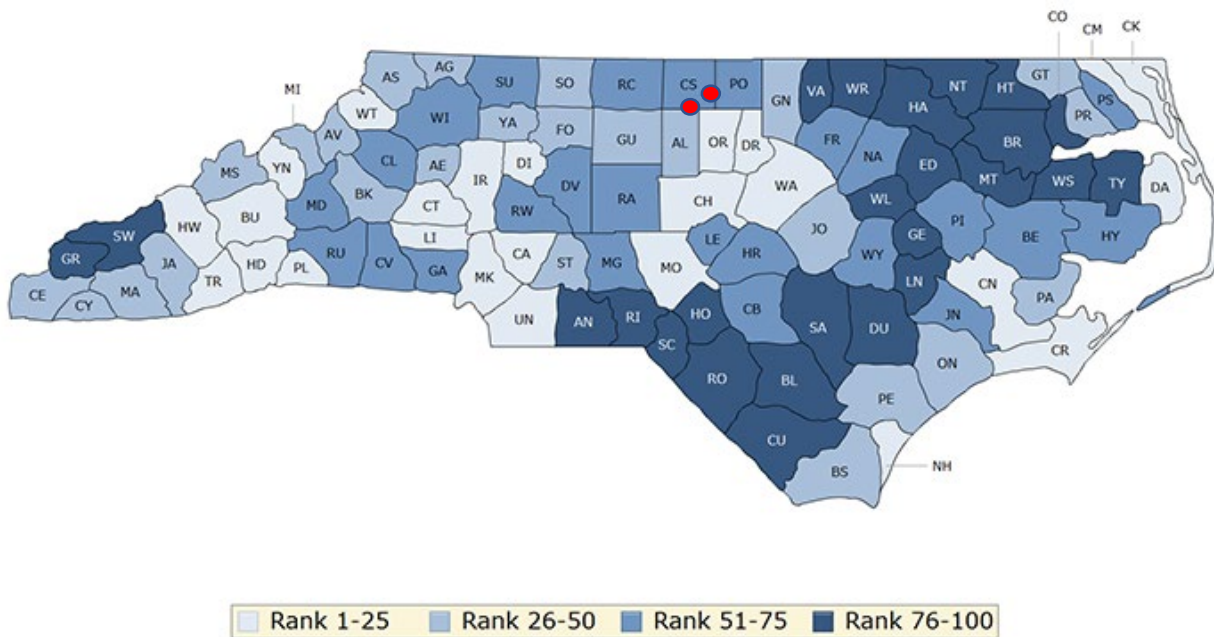 CO
CM
CK
MI
AS
AG
SU
SO
RC
CS
PO
GN
VA
WR
HA
NT
HT
GT
PS
PR
WT
WI
YA
FO
GU
AL
OR
DR
FR
NA
BR
ED
MT
WS
TY
DA
AV
CL
AE
DI
IR
MS
YN
BK
CT
DV
RA
CH
WA
WL
MD
RW
LI
BU
HW
SW
GR
JA
TR
HD
PL
RU
CV
GA
MK
CA
ST
MG
MO
LE
HR
JO
WY
GE
PI
BE
HY
CE
CY
MA
UN
AN
RI
HO
SC
CB
SA
DU
LN
CN
JN
PA
CR
ON
RO
BL
PE
CU
BS
NH
Rank 1-25 Rank 26-50 Rank 51-75 Rank 76-100